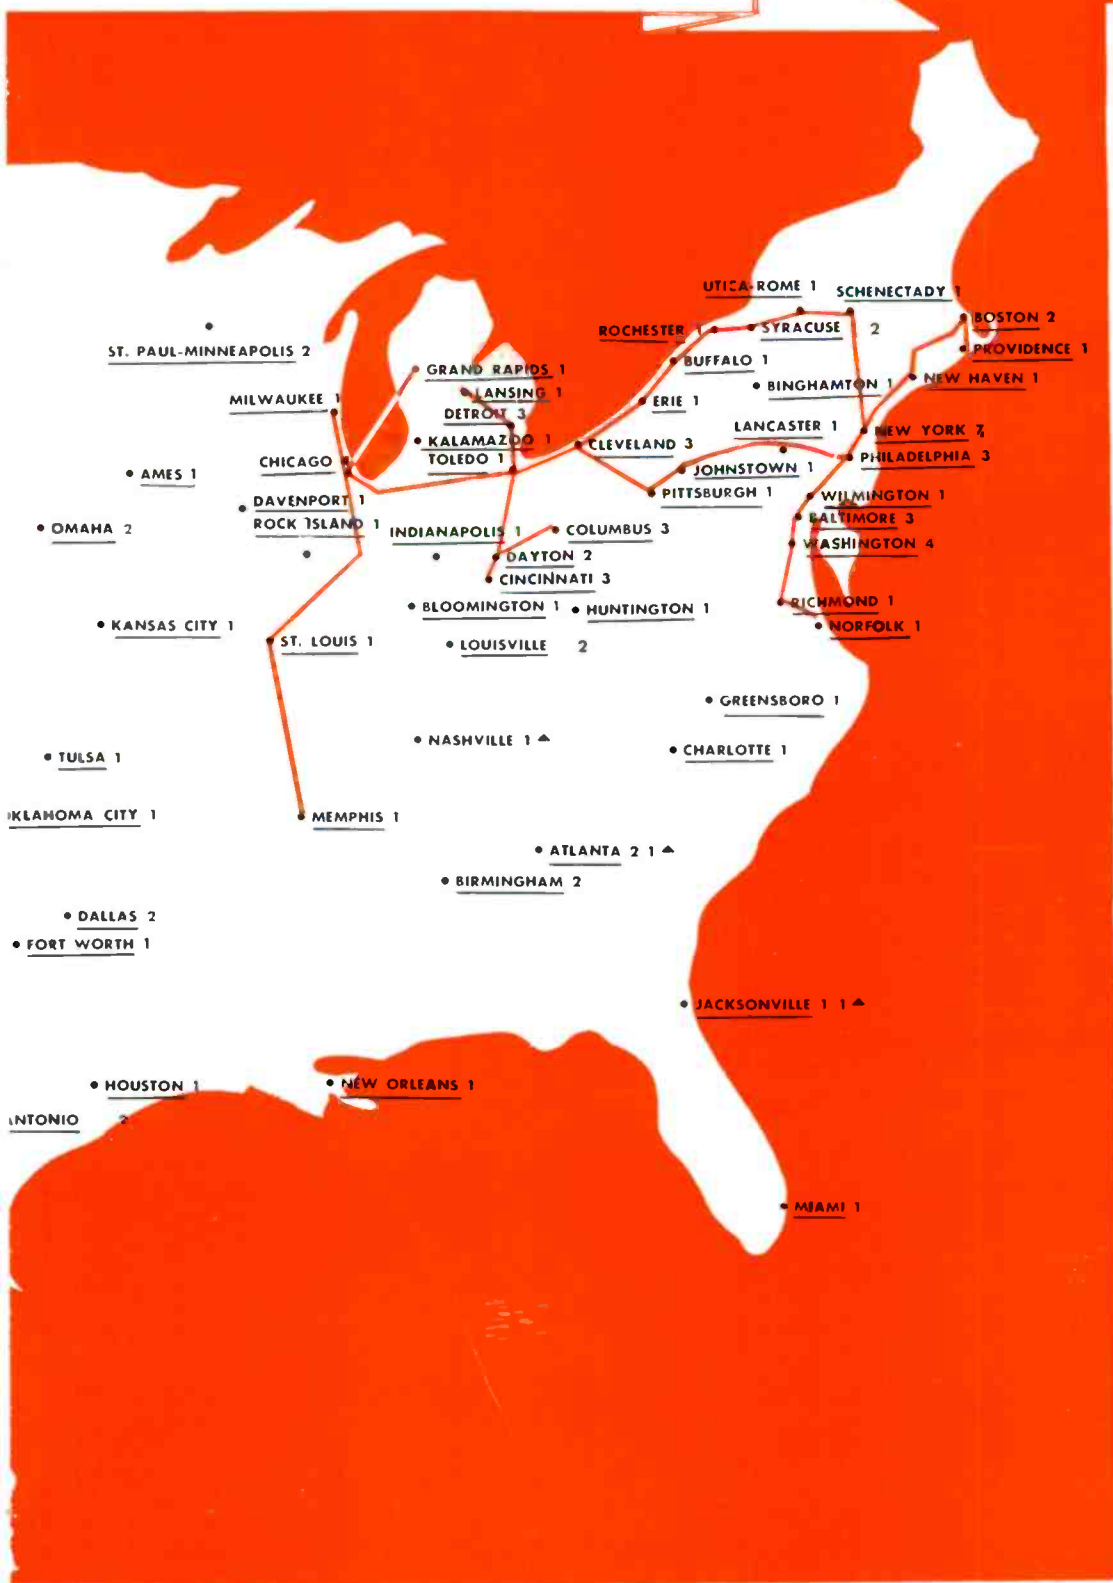 UTICA-ROME 1
SCHENECTADY 1
BOSTON 2
ROCHESTER 1
SYRACUSE 2
PROVIDENCE 1
ST. PAUL-MINNEAPOLIS 2
BUFFALO 1
GRAND RAPIDS 1
NEW HAVEN 1
BINGHAMTON 1
LANSING 1
MILWAUKEE 1
ERIE 1
DETROIT 3
LANCASTER 1
NEW YORK 7
KALAMAZOO 1
CLEVELAND 3
TOLEDO 1
PHILADELPHIA 3
CHICAGO
JOHNSTOWN 1
AMES 1
PITTSBURGH 1
WILMINGTON 1
DAVENPORT 1
ROCK ISLAND 1
BALTIMORE 3
OMAHA 2
INDIANAPOLIS 1
COLUMBUS 3
WASHINGTON 4
DAYTON 2
CINCINNATI 3
RICHMOND 1
BLOOMINGTON 1
HUNTINGTON 1
KANSAS CITY 1
NORFOLK 1
ST. LOUIS 1
LOUISVILLE 2
GREENSBORO 1
NASHVILLE 1 ▲
CHARLOTTE 1
TULSA 1
OKLAHOMA CITY 1
MEMPHIS 1
ATLANTA 2 1 ▲
BIRMINGHAM 2
DALLAS 2
FORT WORTH 1
JACKSONVILLE 1 1 ▲
HOUSTON 1
NEW ORLEANS 1
ANTONIO 2
MIAMI 1